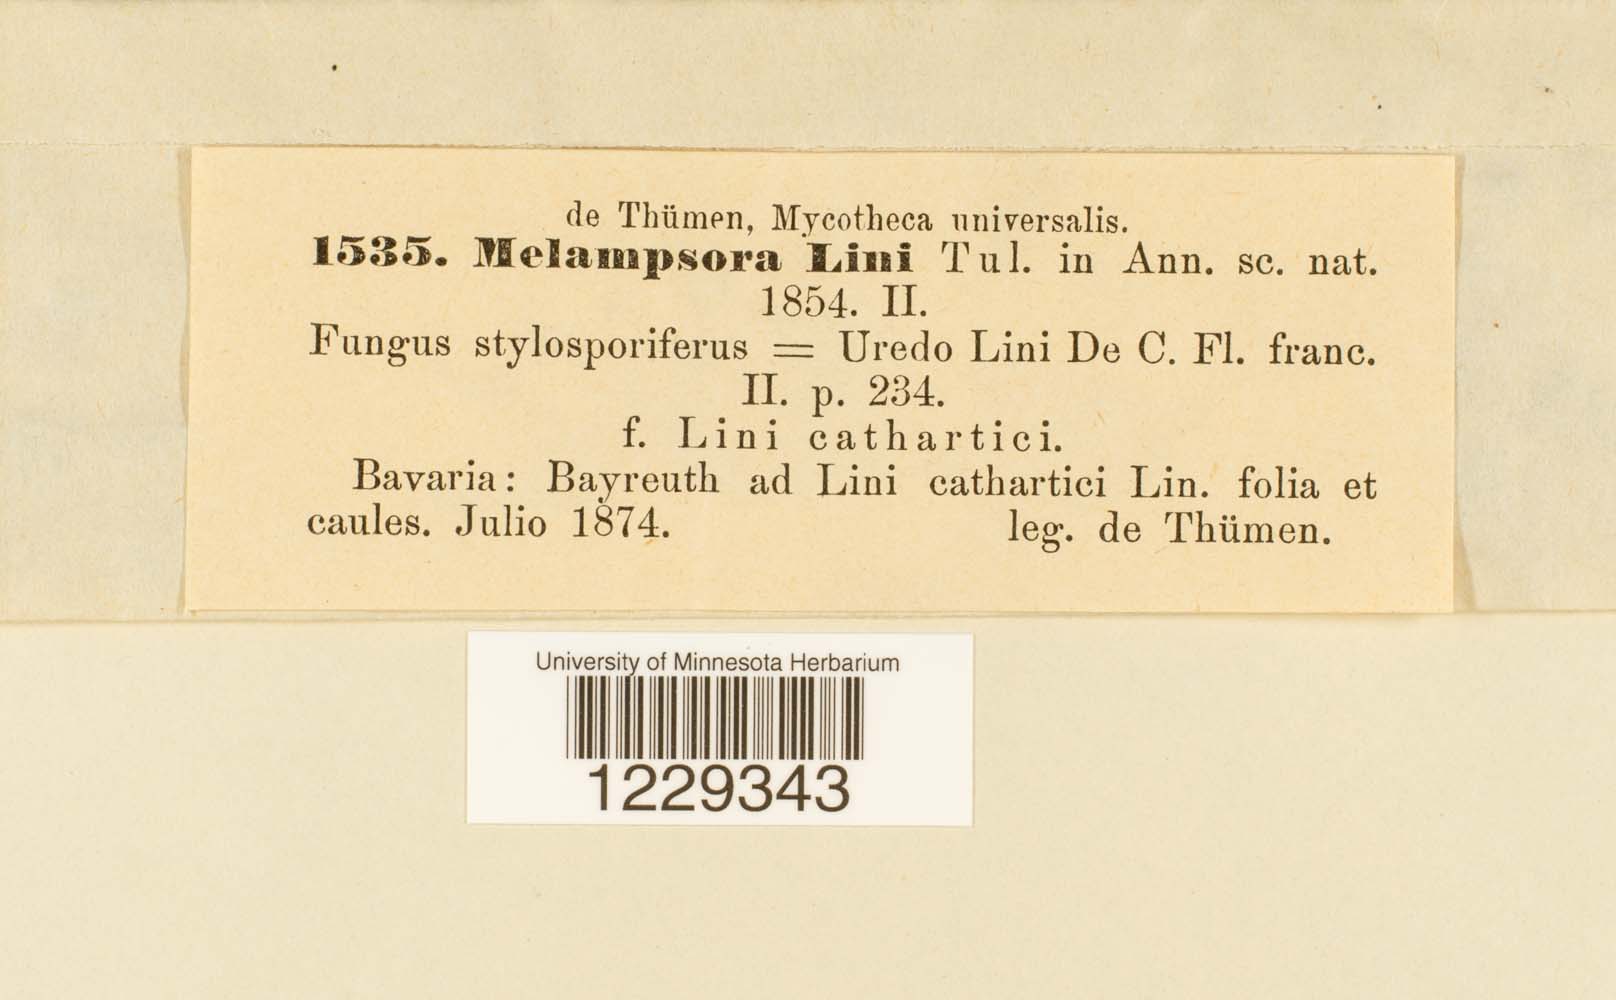 de Thümen, Mycotheca universalis.
1535. Melampsora Lini Tul. in Ann. sc. nat.
1854. II.
Fungus stylosporiferus = Uredo Lini De C. Fl. franc.
II. p. 234.
f. Lini cathartici.
Bavaria: Bayreuth ad Lini cathartici Lin. folia et
caules. Julio 1874. leg. de Thümen.
University of Minnesota Herbarium
1229343